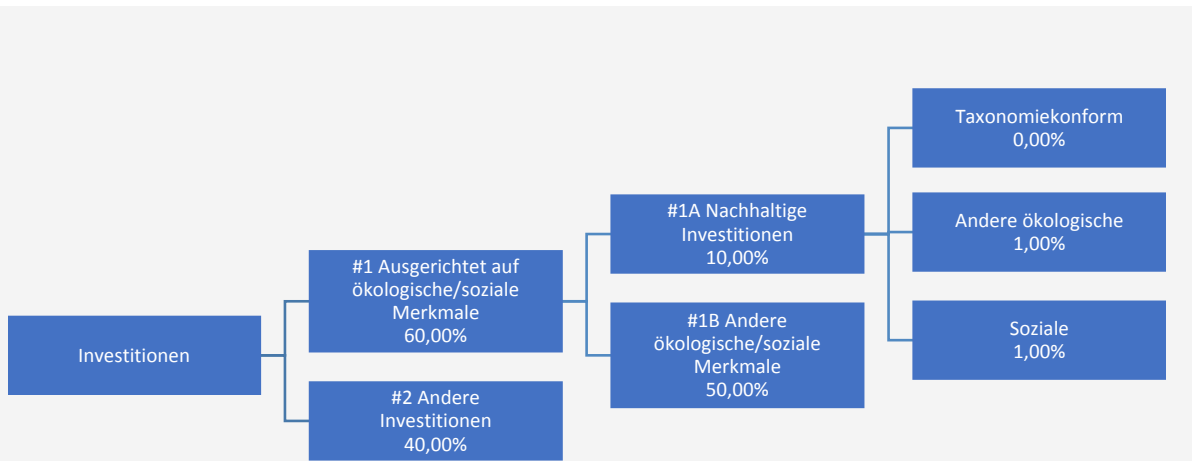 Investitionen
#1 Ausgerichtet auf
ökologische/soziale
Merkmale
60,00%
#2 Andere
Investitionen
40,00%
#1A Nachhaltige
Investitionen
10,00%
#1B Andere
ökologische/soziale
Merkmale
50,00%
Taxonomiekonform
0,00%
Andere ökologische
1,00%
Soziale
1,00%